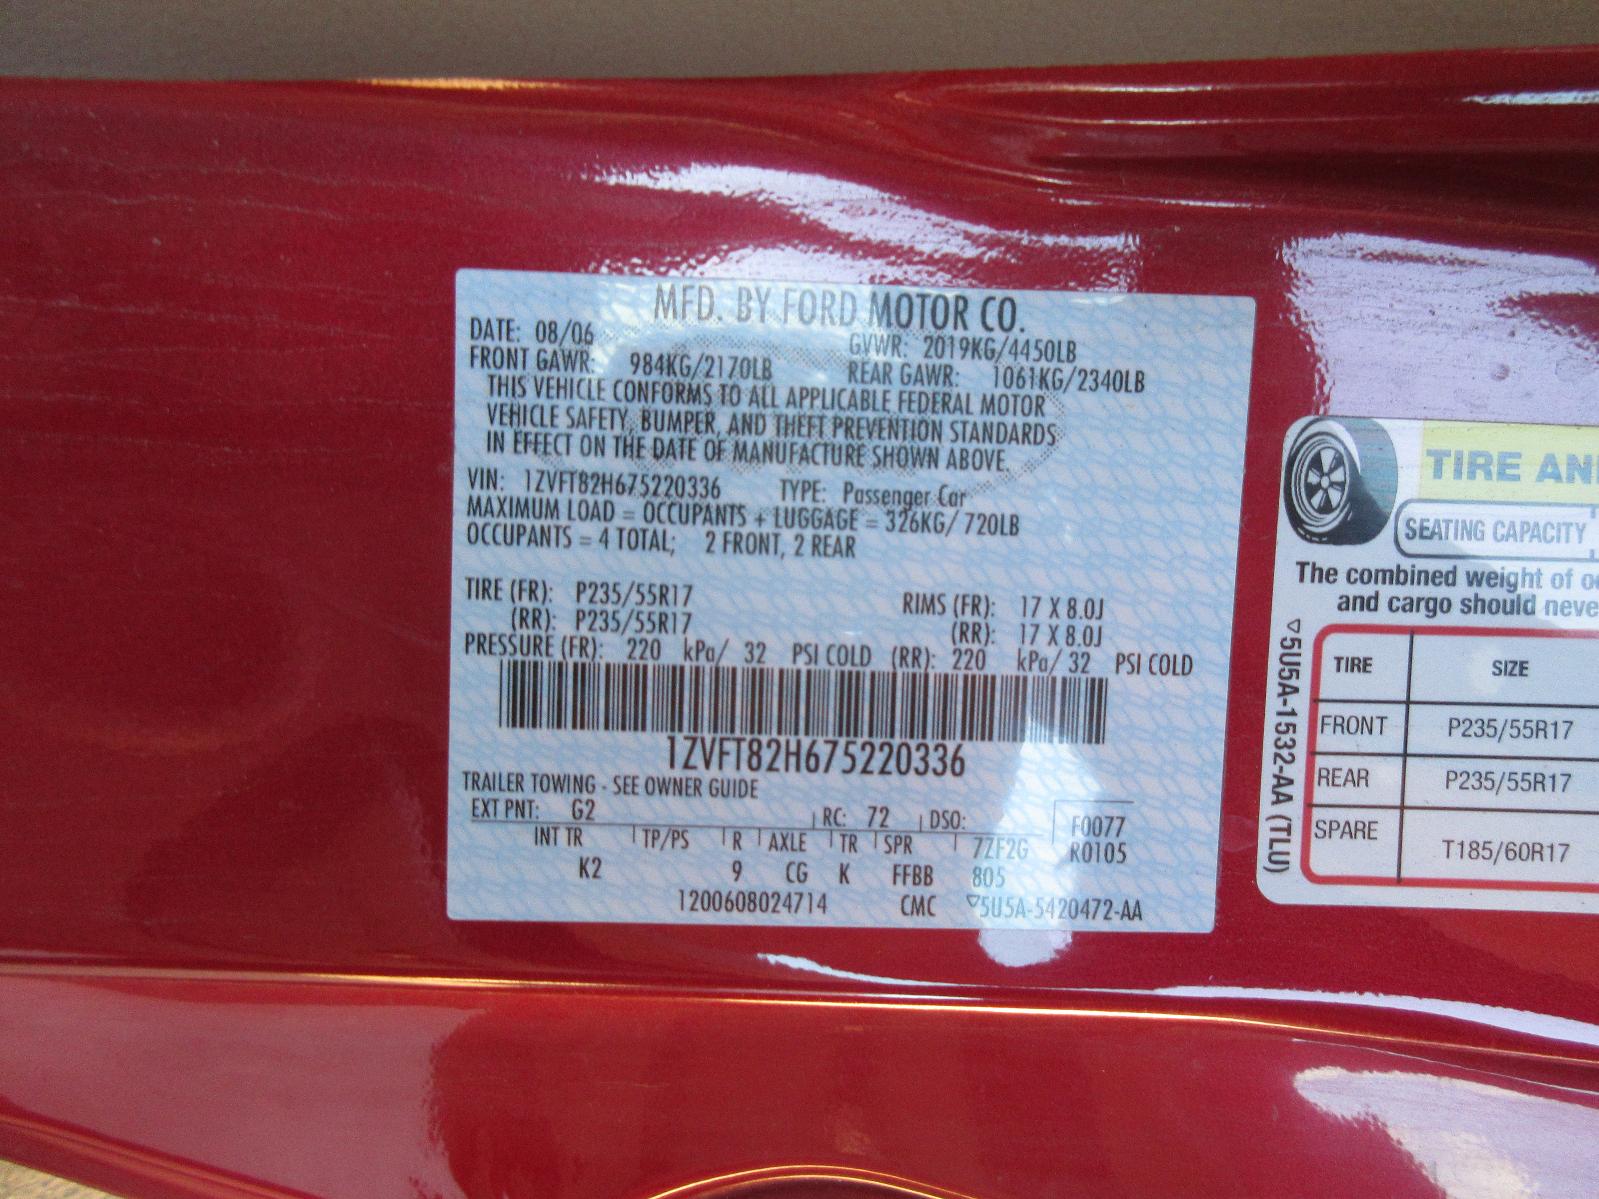 MFD. BY FORD MOTOR CO.
DATE: 08/06 GVWR: 2019KG/4450LB
FRONT GAWR: 984KG/2170LB REAR GAWR: 1061KG/2340LB
THIS VEHICLE CONFORMS TO ALL APPLICABLE FEDERAL MOTOR
VEHICLE SAFETY, BUMPER, AND THEFT PREVENTION STANDARDS
IN EFFECT ON THE DATE OF MANUFACTURE SHOWN ABOVE.
VIN: 1ZVFT82H675220336 TYPE: Passenger Car
MAXIMUM LOAD = OCCUPANTS + LUGGAGE = 326KG/ 720LB
OCCUPANTS = 4 TOTAL; 2 FRONT, 2 REAR
TIRE (FR): P235/55R17 RIMS (FR): 17 X 8.0J
(RR): P235/55R17 (RR): 17 X 8.0J
PRESSURE (FR): 220 kPa/ 32 PSI COLD (RR): 220 kPa/ 32 PSI COLD
1ZVFT82H675220336
TRAILER TOWING - SEE OWNER GUIDE
EXT PNT: G2 RC: 72 DSO: F0077
INT TR TP/PS R AXLE TR SPR 7ZF2G R0105
K2 9 CG K FFBB 805
1200608024714 CMC ▽5U5A-5420472-AA
TIRE AN
SEATING CAPACITY
The combined weight of o
and cargo should neve
TIRE SIZE
FRONT P235/55R17
REAR P235/55R17
SPARE T185/60R17
▽5U5A-1532-AA (TLU)